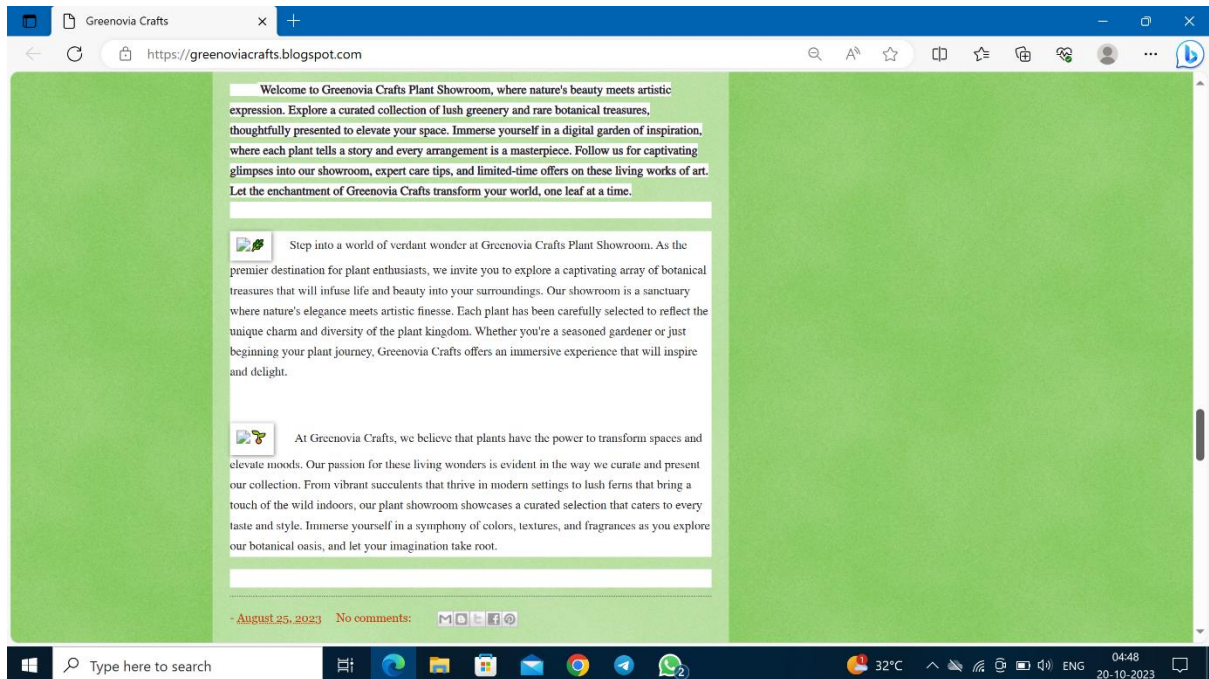 Greenovia Crafts
https://greenoviacrafts.blogspot.com
Welcome to Greenovia Crafts Plant Showroom, where nature's beauty meets artistic
expression. Explore a curated collection of lush greenery and rare botanical treasures,
thoughtfully presented to elevate your space. Immerse yourself in a digital garden of inspiration,
where each plant tells a story and every arrangement is a masterpiece. Follow us for captivating
glimpses into our showroom, expert care tips, and limited-time offers on these living works of art.
Let the enchantment of Greenovia Crafts transform your world, one leaf at a time.
Step into a world of verdant wonder at Greenovia Crafts Plant Showroom. As the
premier destination for plant enthusiasts, we invite you to explore a captivating array of botanical
treasures that will infuse life and beauty into your surroundings. Our showroom is a sanctuary
where nature's elegance meets artistic finesse. Each plant has been carefully selected to reflect the
unique charm and diversity of the plant kingdom. Whether you're a seasoned gardener or just
beginning your plant journey, Greenovia Crafts offers an immersive experience that will inspire
and delight.
At Greenovia Crafts, we believe that plants have the power to transform spaces and
elevate moods. Our passion for these living wonders is evident in the way we curate and present
our collection. From vibrant succulents that thrive in modern settings to lush ferns that bring a
touch of the wild indoors, our plant showroom showcases a curated selection that caters to every
taste and style. Immerse yourself in a symphony of colors, textures, and fragrances as you explore
our botanical oasis, and let your imagination take root.
- August 25, 2023 No comments:
Type here to search 2 1 32°C ENG 04:48
20-10-2023